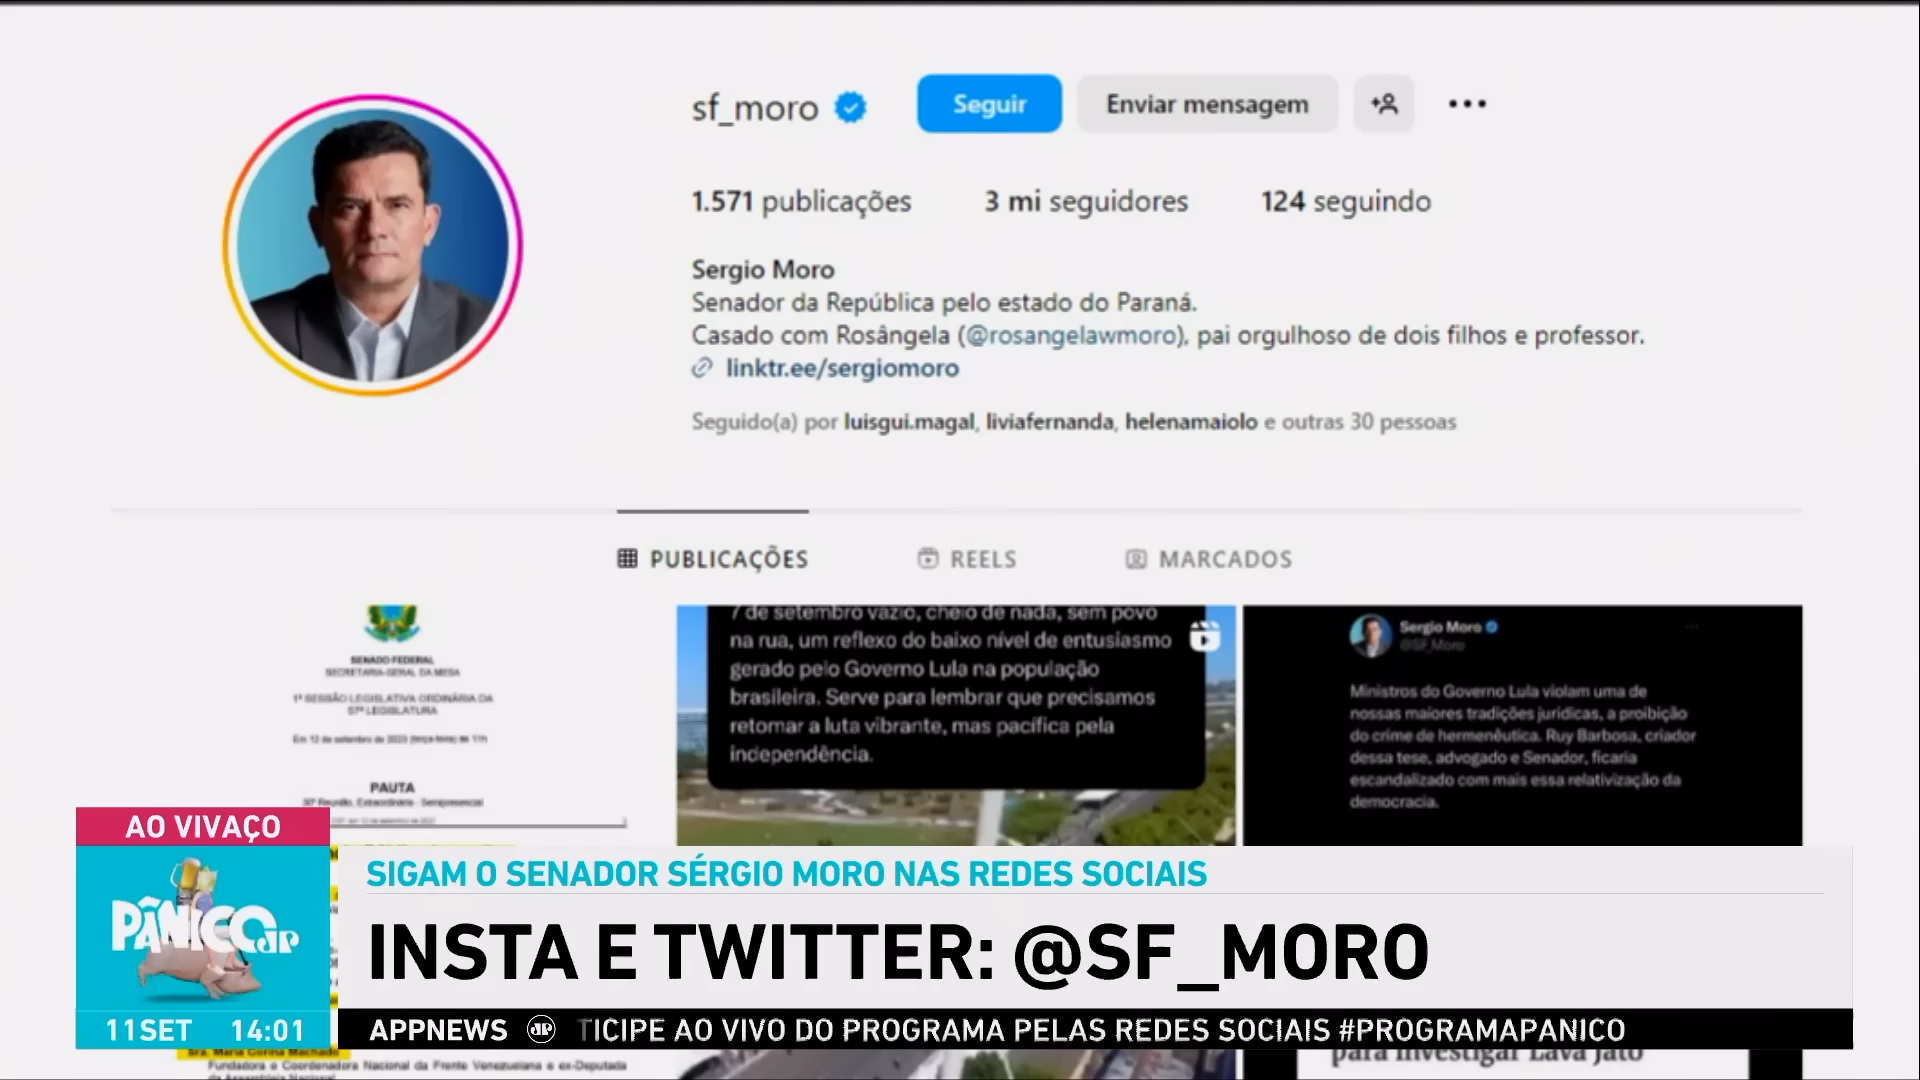 sf_moro
Seguir
Enviar mensagem
1.571 publicações
3 mi seguidores
124 seguindo
Sergio Moro
Senador da República pelo estado do Paraná.
Casado com Rosângela (@rosangelawmoro), pai orgulhoso de dois filhos e professor.
linktr.ee/sergiomoro
Seguido(a) por luisgui.magal, liviafernanda, helenamaiolo e outras 30 pessoas
PUBLICAÇÕES
REELS
MARCADOS
SENADO FEDERAL
SECRETARIA-GERAL DA MESA
1ª SESSÃO LEGISLATIVA ORDINÁRIA DA
57ª LEGISLATURA
Em 12 de setembro de 2023 (terça-feira) às 11h
PAUTA
30ª Reunião, Extraordinária - Semipresencial
7 de setembro vazio, cheio de nada, sem povo
na rua, um reflexo do baixo nível de entusiasmo
gerado pelo Governo Lula na população
brasileira. Serve para lembrar que precisamos
retomar a luta vibrante, mas pacífica pela
independência.
Sergio Moro
@SF_Moro
Ministros do Governo Lula violam uma de
nossas maiores tradições jurídicas, a proibição
do crime de hermenêutica. Ruy Barbosa, criador
dessa tese, advogado e Senador, ficaria
escandalizado com mais essa relativização da
democracia.
AO VIVAÇO
PÂNICO JP
11SET 14:01
SIGAM O SENADOR SÉRGIO MORO NAS REDES SOCIAIS
INSTA E TWITTER: @SF_MORO
APPNEWS JP TICIPE AO VIVO DO PROGRAMA PELAS REDES SOCIAIS #PROGRAMAPANICO
Sra. Maria Corina Machado
Fundadora e Coordenadora Nacional da Frente Venezuelana e ex-Deputada
da Assembleia Nacional
para investigar Lava Jato